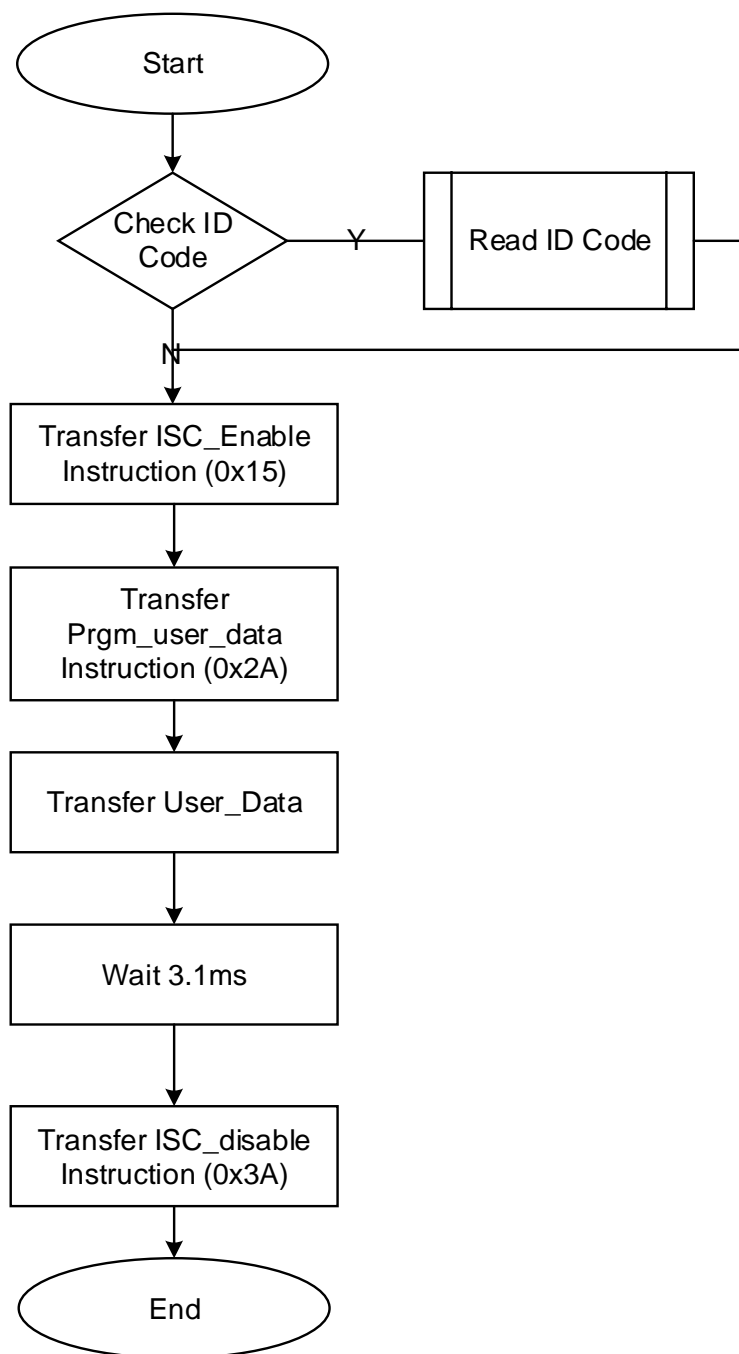 Start
Check ID
Code
Y
Read ID Code
N
Transfer ISC_Enable
Instruction (0x15)
Transfer
Prgm_user_data
Instruction (0x2A)
Transfer User_Data
Wait 3.1ms
Transfer ISC_disable
Instruction (0x3A)
End